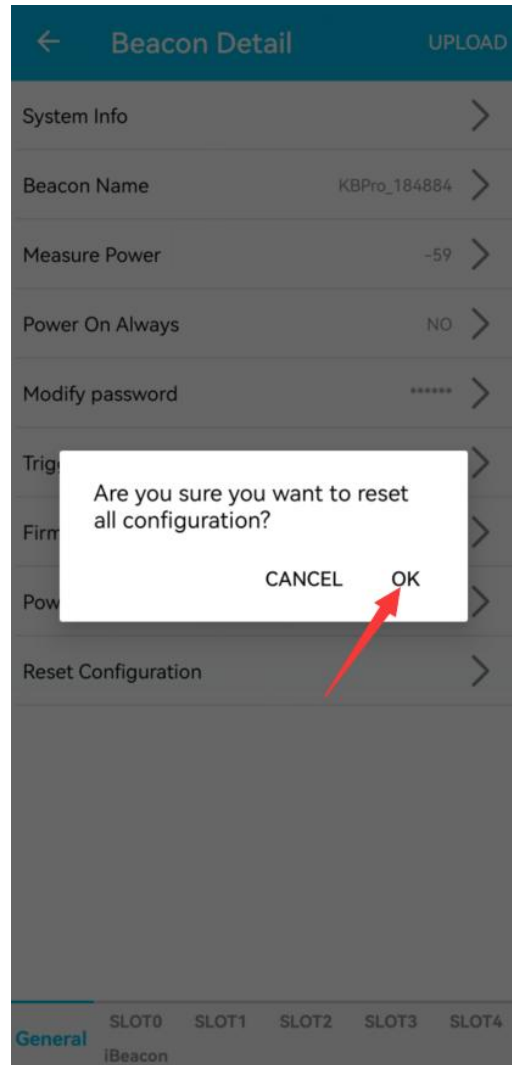 Beacon Detail UPLOAD
System Info
Beacon Name KBPro_184884
Measure Power -59
Power On Always NO
Modify password ******
Trig
Are you sure you want to reset
all configuration?
Firm
CANCEL OK
Pow
Reset Configuration
General SLOT0 SLOT1 SLOT2 SLOT3 SLOT4
iBeacon